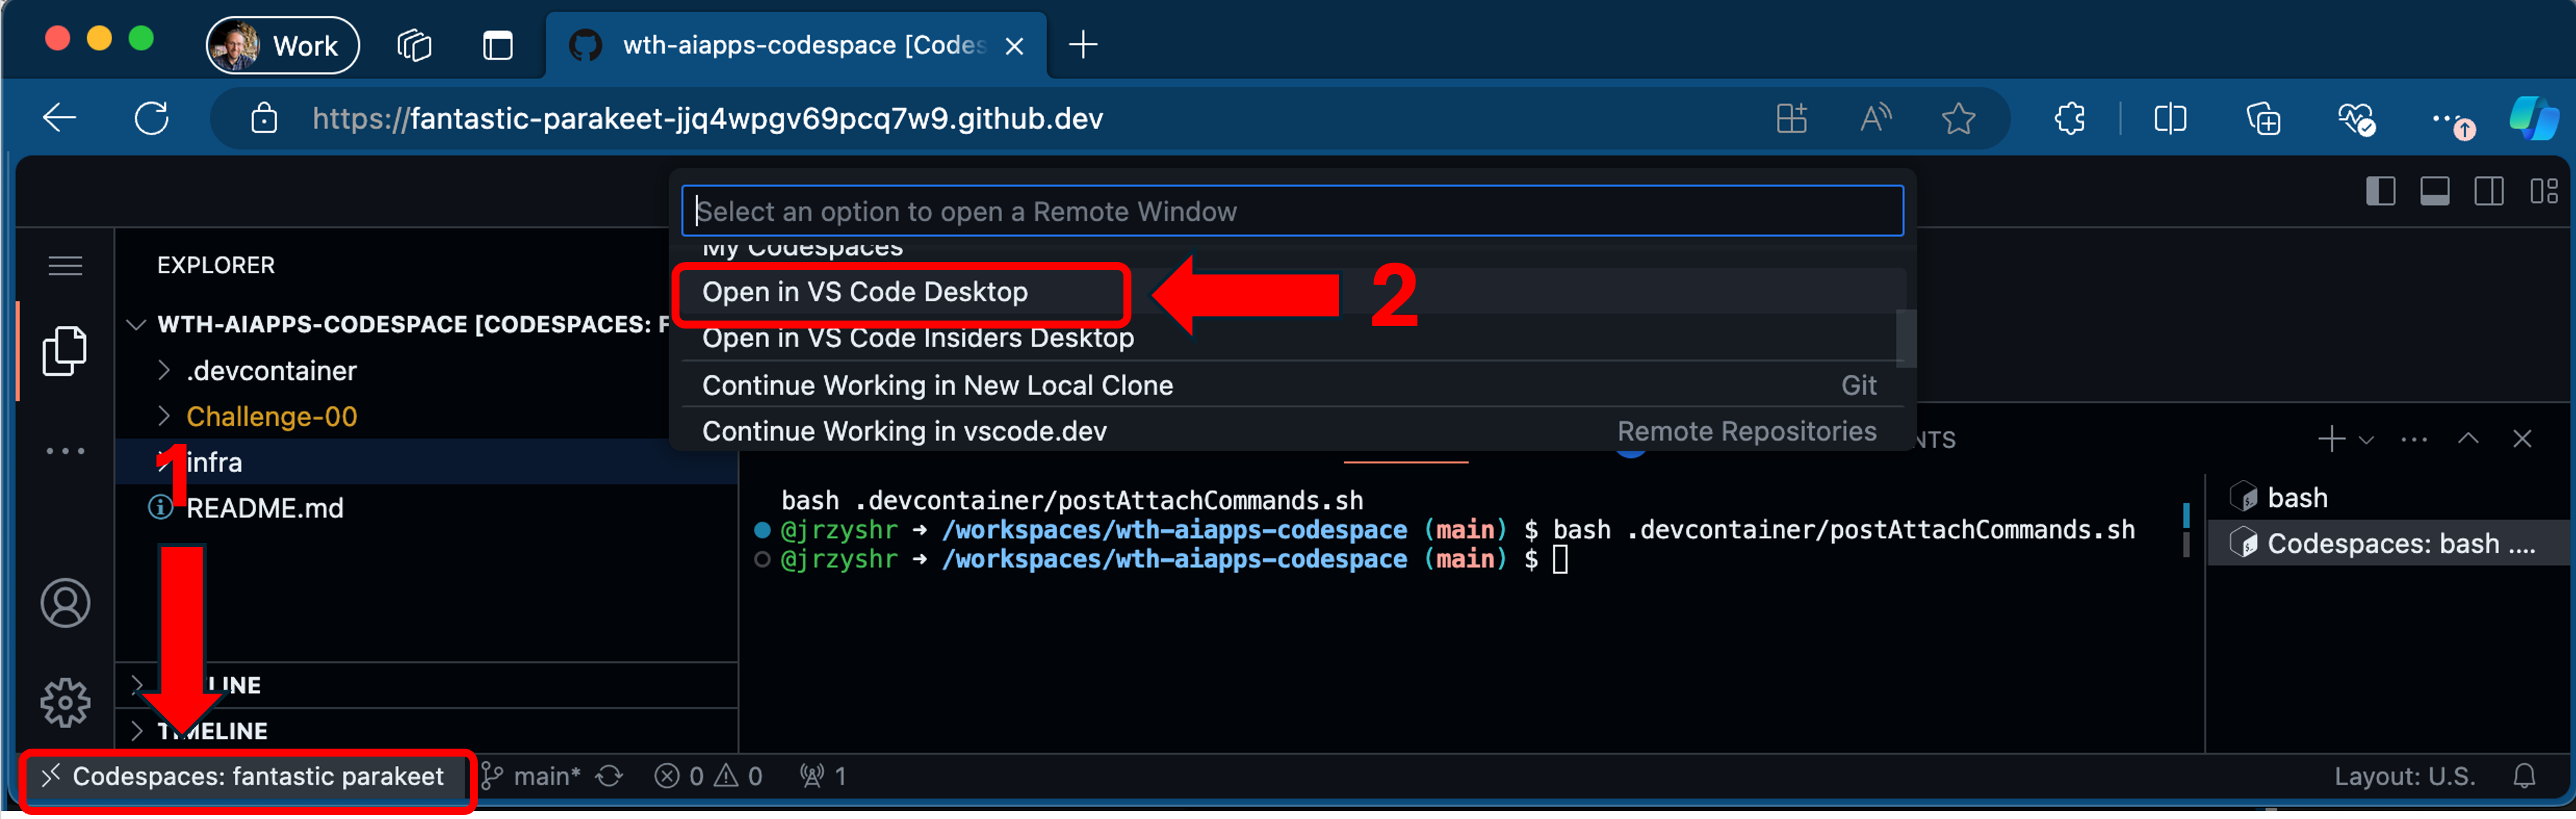 Work
wth-aiapps-codespace [Codes
https://fantastic-parakeet-jjq4wpgv69pcq7w9.github.dev
Select an option to open a Remote Window
My Codespaces
Open in VS Code Desktop
2
Open in VS Code Insiders Desktop
Continue Working in New Local Clone Git
Continue Working in vscode.dev Remote Repositories
EXPLORER
WTH-AIAPPS-CODESPACE [CODESPACES: F
.devcontainer
Challenge-00
1
infra
README.md
LINE
TIMELINE
NTS
bash .devcontainer/postAttachCommands.sh
@jrzyshr ➜ /workspaces/wth-aiapps-codespace (main) $ bash .devcontainer/postAttachCommands.sh
@jrzyshr ➜ /workspaces/wth-aiapps-codespace (main) $
bash
Codespaces: bash ....
Codespaces: fantastic parakeet main* 0 0 1 Layout: U.S.